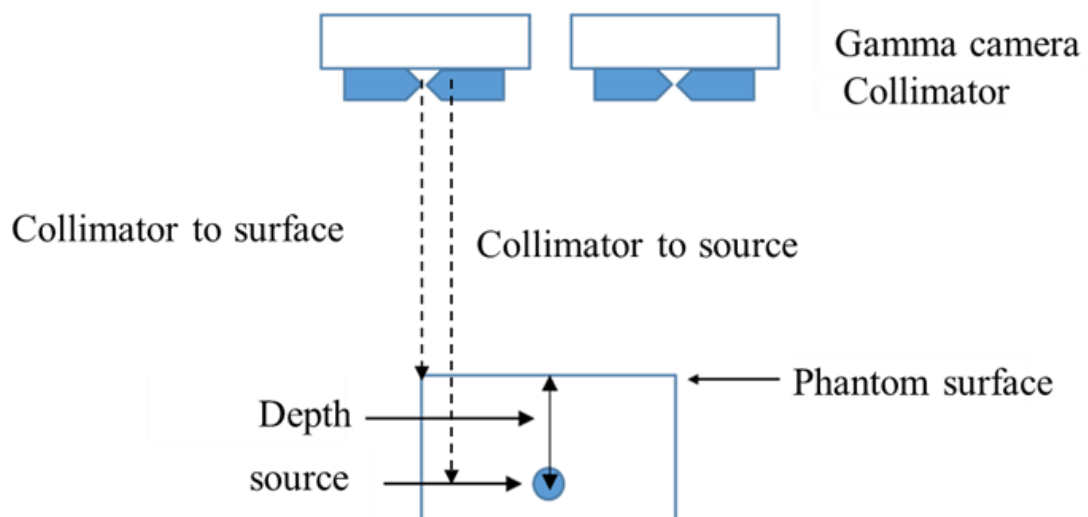 Gamma camera
Collimator
Collimator to surface
Collimator to source
Phantom surface
Depth
source